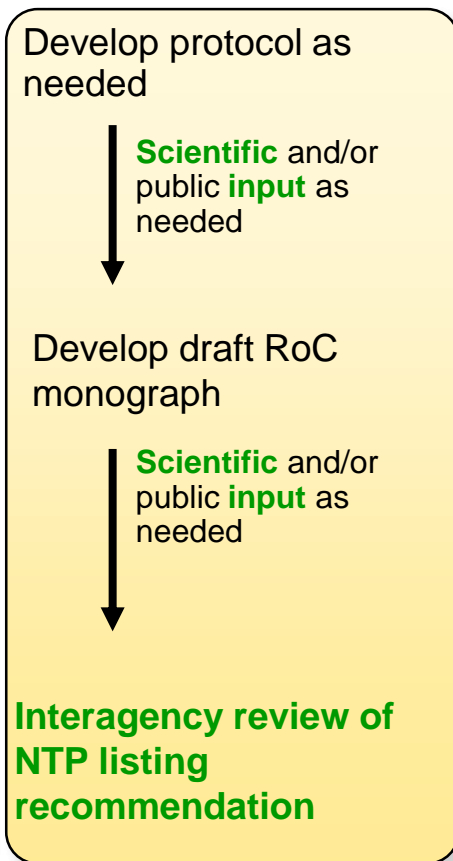 Develop protocol as
needed
Scientific and/or
public input as
needed
Develop draft RoC
monograph
Scientific and/or
public input as
needed
Interagency review of
NTP listing
recommendation